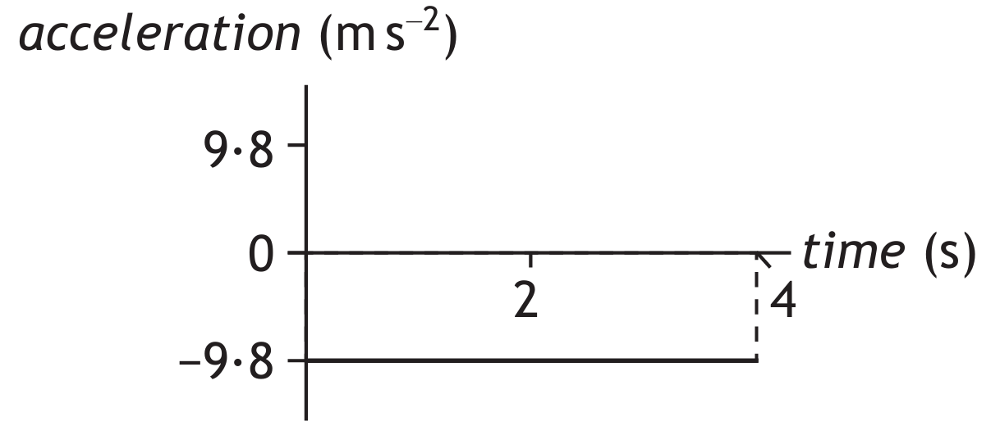 acceleration (m s⁻²)
9·8
0
time (s)
2
4
–9·8